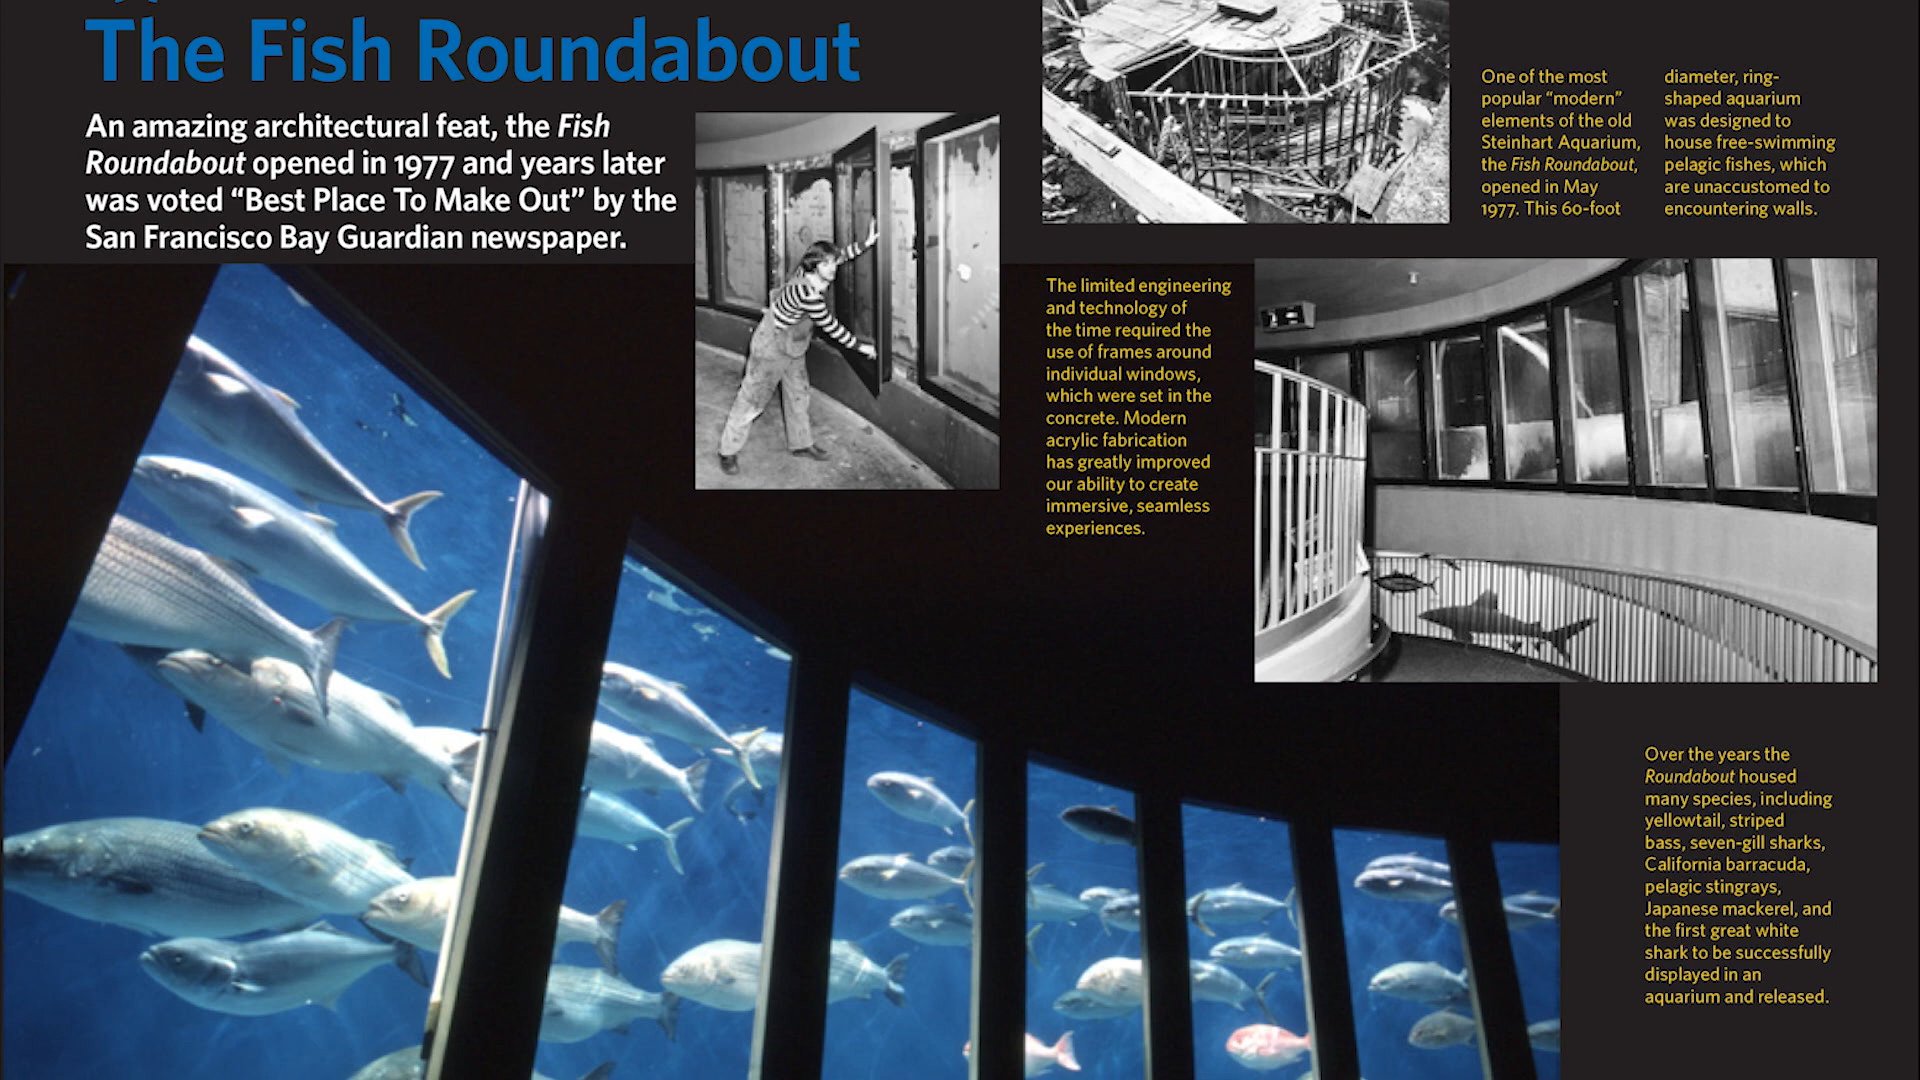 The Fish Roundabout
An amazing architectural feat, the Fish
Roundabout opened in 1977 and years later
was voted “Best Place To Make Out” by the
San Francisco Bay Guardian newspaper.
One of the most
popular “modern”
elements of the old
Steinhart Aquarium,
the Fish Roundabout,
opened in May
1977. This 60-foot
diameter, ring-
shaped aquarium
was designed to
house free-swimming
pelagic fishes, which
are unaccustomed to
encountering walls.
The limited engineering
and technology of
the time required the
use of frames around
individual windows,
which were set in the
concrete. Modern
acrylic fabrication
has greatly improved
our ability to create
immersive, seamless
experiences.
Over the years the
Roundabout housed
many species, including
yellowtail, striped
bass, seven-gill sharks,
California barracuda,
pelagic stingrays,
Japanese mackerel, and
the first great white
shark to be successfully
displayed in an
aquarium and released.